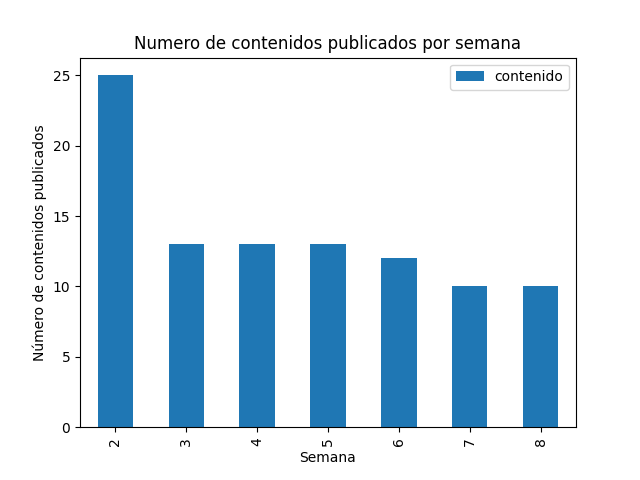 Numero de contenidos publicados por semana
contenido
Número de contenidos publicados
25
20
15
10
5
0
2 3 4 5 6 7 8
Semana